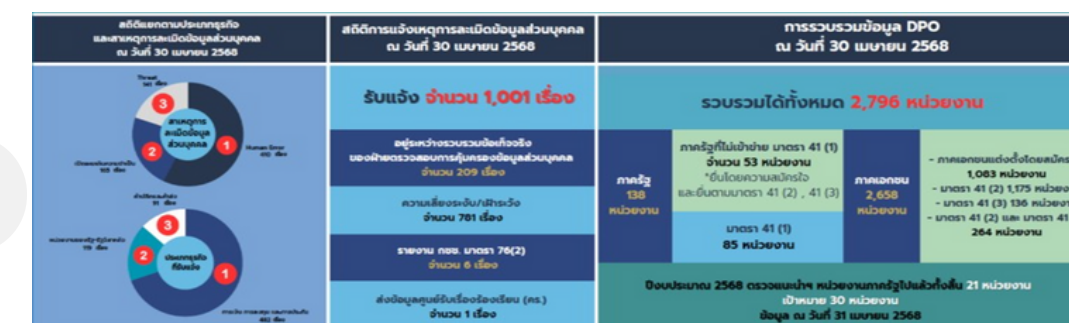 สถิติแยกตามประเภทธุรกิจ
และสาเหตุการละเมิดข้อมูลส่วนบุคคล
ณ วันที่ 30 เมษายน 2568
Threat
สาเหตุการ
ละเมิดข้อมูล
ส่วนบุคคล
1
2
3
Human Error
ประเภทธุรกิจ
ที่รับแจ้ง
1
2
3
สถิติการแจ้งเหตุการละเมิดข้อมูลส่วนบุคคล
ณ วันที่ 30 เมษายน 2568
รับแจ้ง จำนวน 1,001 เรื่อง
อยู่ระหว่างรวบรวมข้อเท็จจริง
ของฝ่ายตรวจสอบการคุ้มครองข้อมูลส่วนบุคคล
จำนวน 209 เรื่อง
ความเสี่ยงระงับ/เฝ้าระวัง
จำนวน 781 เรื่อง
รายงาน กชช. มาตรา 76(2)
จำนวน 6 เรื่อง
ส่งข้อมูลศูนย์รับเรื่องร้องเรียน (คร.)
จำนวน 1 เรื่อง
การรวบรวมข้อมูล DPO
ณ วันที่ 30 เมษายน 2568
รวบรวมได้ทั้งหมด 2,796 หน่วยงาน
ภาครัฐ
138
หน่วยงาน
ภาครัฐที่ไม่เข้าข่าย มาตรา 41 (1)
จำนวน 53 หน่วยงาน
*ยื่นโดยความสมัครใจ
และยื่นตามมาตรา 41 (2) , 41 (3)
มาตรา 41 (1)
85 หน่วยงาน
ภาคเอกชน
2,658
หน่วยงาน
- ภาคเอกชนแต่งตั้งโดยสมัคร
1,083 หน่วยงาน
- มาตรา 41 (2) 1,175 หน่วยง
- มาตรา 41 (3) 136 หน่วยงา
- มาตรา 41 (2) และ มาตรา 41
264 หน่วยงาน
ปีงบประมาณ 2568 ตรวจแนะนำฯ หน่วยงานภาครัฐไปแล้วทั้งสิ้น 21 หน่วยงาน
เป้าหมาย 30 หน่วยงาน
ข้อมูล ณ วันที่ 31 เมษายน 2568